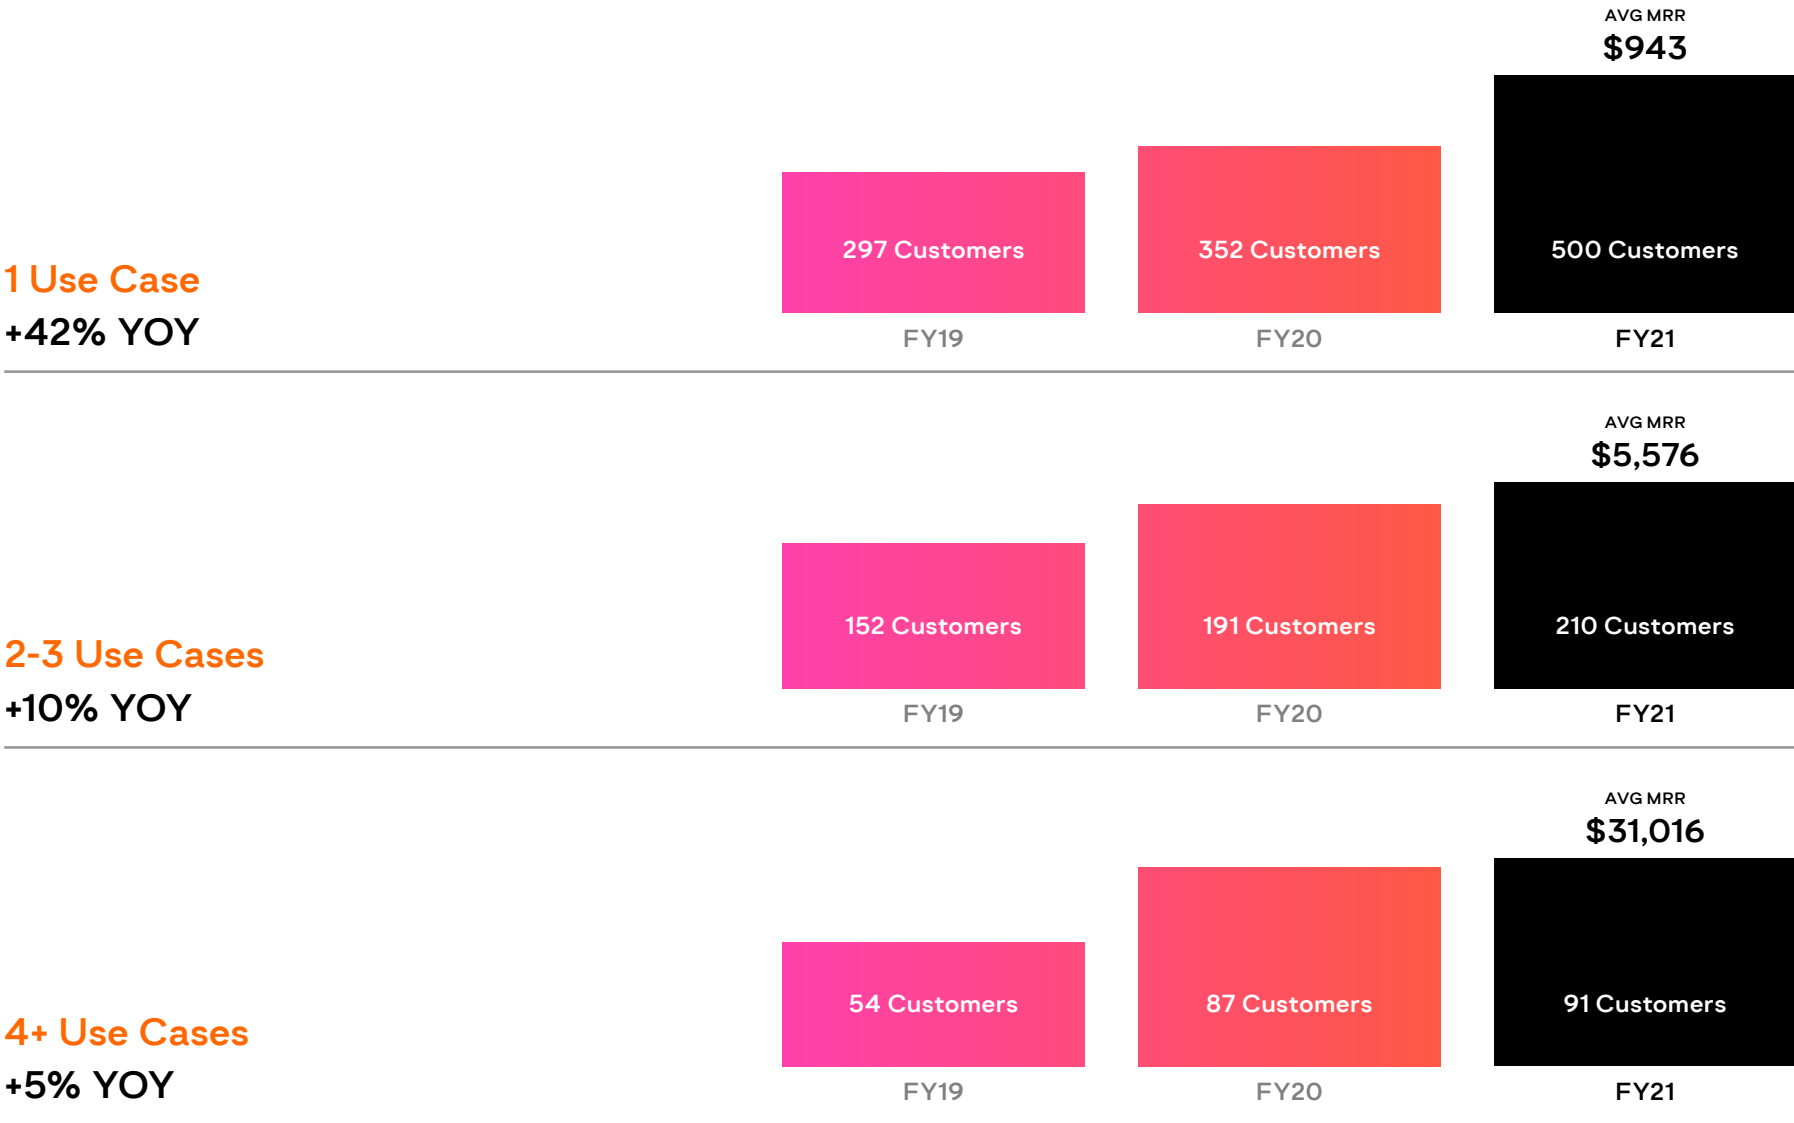 AVG MRR
$943
297 Customers
352 Customers
500 Customers
1 Use Case
+42% YOY
FY19
FY20
FY21
AVG MRR
$5,576
152 Customers
191 Customers
210 Customers
2-3 Use Cases
+10% YOY
FY19
FY20
FY21
AVG MRR
$31,016
54 Customers
87 Customers
91 Customers
4+ Use Cases
+5% YOY
FY19
FY20
FY21